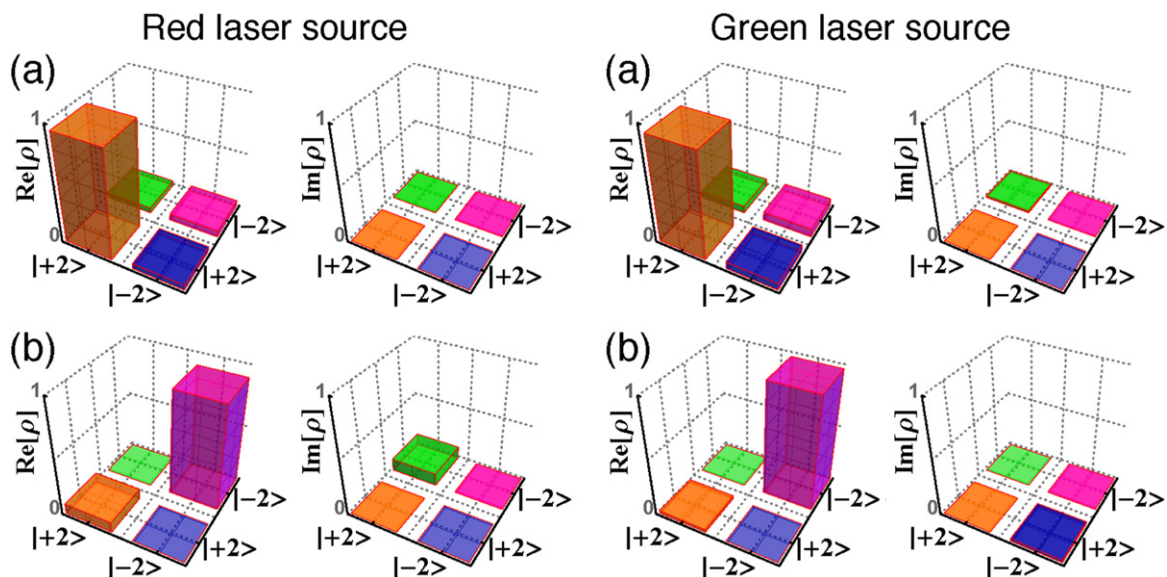 Red laser source Green laser source
(a) (a)
1 1 1 1
Re[ρ] Im[ρ] Re[ρ] Im[ρ]
0 0 0 0
|−2> |−2> |−2> |−2>
|+2> |+2> |+2> |+2> |+2> |+2> |+2> |+2>
|−2> |−2> |−2> |−2>
(b) (b)
1 1 1 1
Re[ρ] Im[ρ] Re[ρ] Im[ρ]
0 0 0 0
|−2> |−2> |−2> |−2>
|+2> |+2> |+2> |+2> |+2> |+2> |+2> |+2>
|−2> |−2> |−2> |−2>